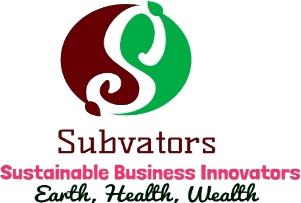 Subvators
Sustainable Business Innovators
Earth, Health, Wealth